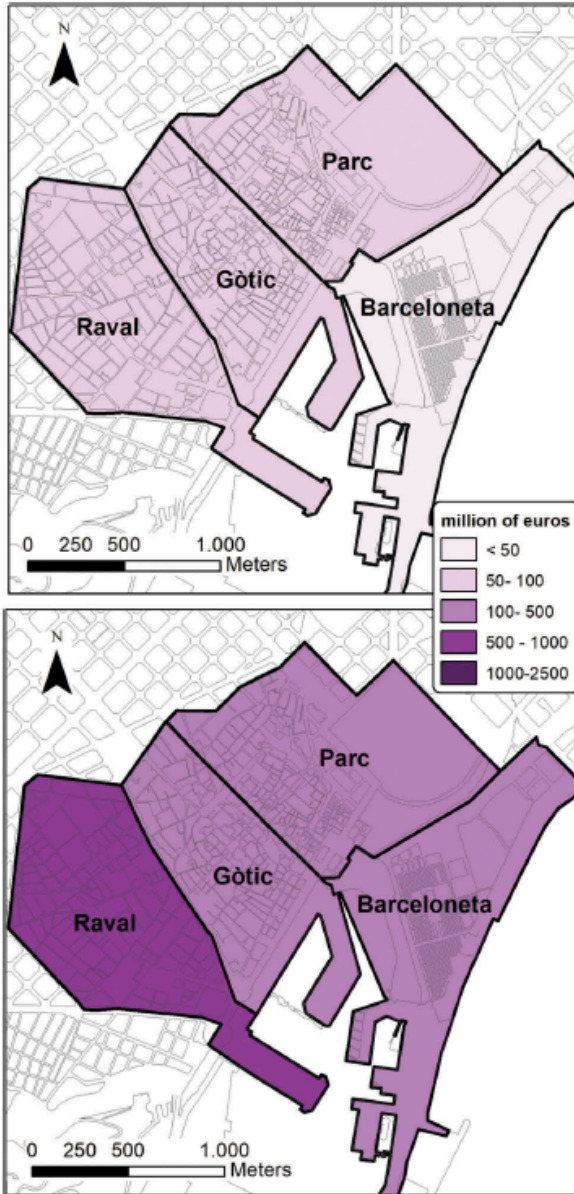 N
Parc
Gòtic
Barceloneta
Raval
0 250 500 1.000
Meters
million of euros
< 50
50- 100
100- 500
500 - 1000
1000-2500
N
Parc
Gòtic
Barceloneta
Raval
0 250 500 1.000
Meters